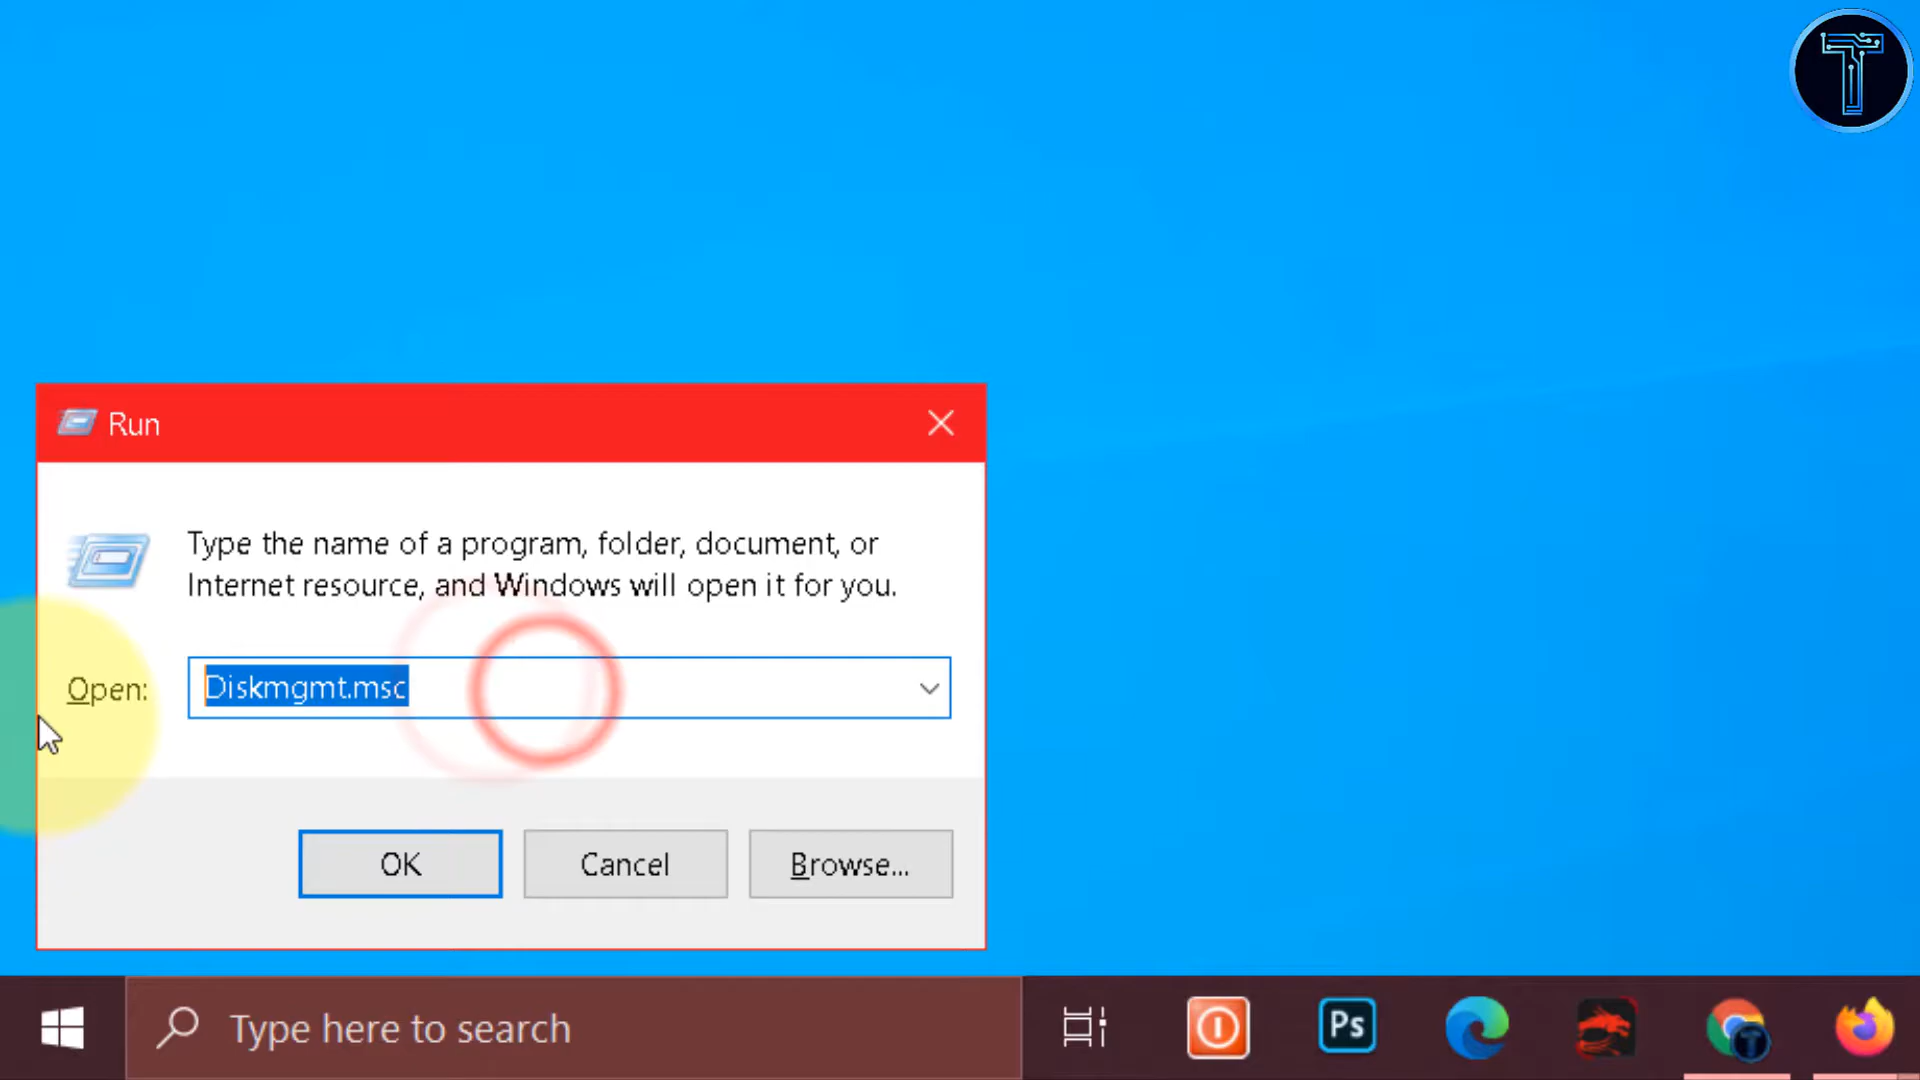 Run
Type the name of a program, folder, document, or
Internet resource, and Windows will open it for you.
Open:
Diskmgmt.msc
OK
Cancel
Browse...
Type here to search
Ps
T